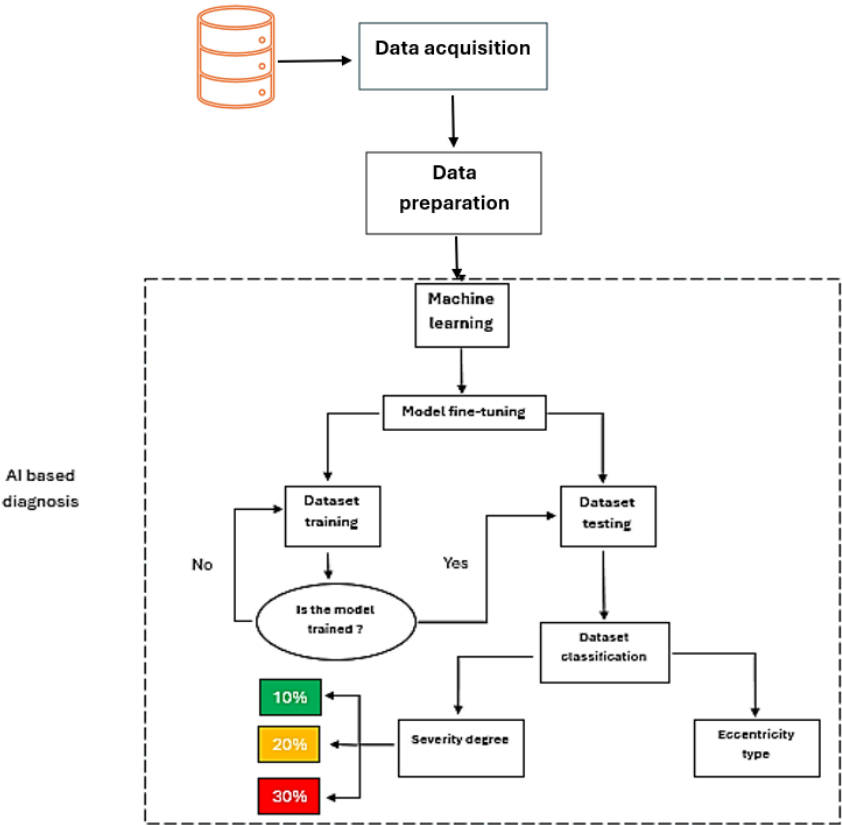 Data acquisition
Data
preparation
Machine
learning
Model fine-tuning
AI based
diagnosis
Dataset
training
Dataset
testing
No
Yes
Is the model
trained ?
Dataset
classification
10%
20%
30%
Severity degree
Eccentricity
type